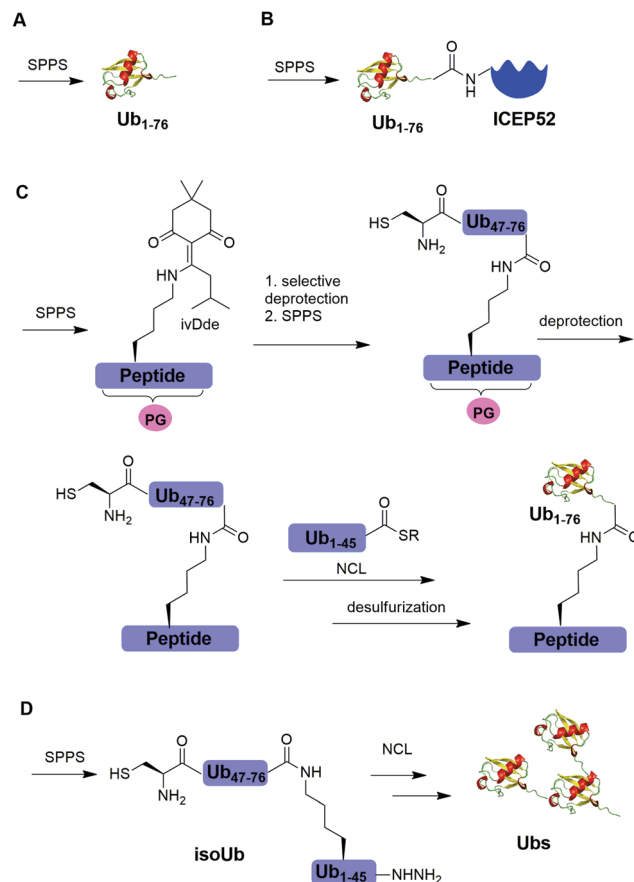 A
SPPS
Ub1-76
B
SPPS
O
N
H
Ub1-76
ICEP52
C
SPPS
O
O
NH
ivDde
Peptide
PG
1. selective
deprotection
2. SPPS
HS
O
NH2
Ub47-76
HN
O
Peptide
PG
deprotection
HS
O
NH2
Ub47-76
HN
O
Peptide
Ub1-45
O
SR
NCL
desulfurization
Ub1-76
HN
O
Peptide
D
SPPS
HS
O
NH2
Ub47-76
O
NH
isoUb
Ub1-45
NHNH2
NCL
Ubs